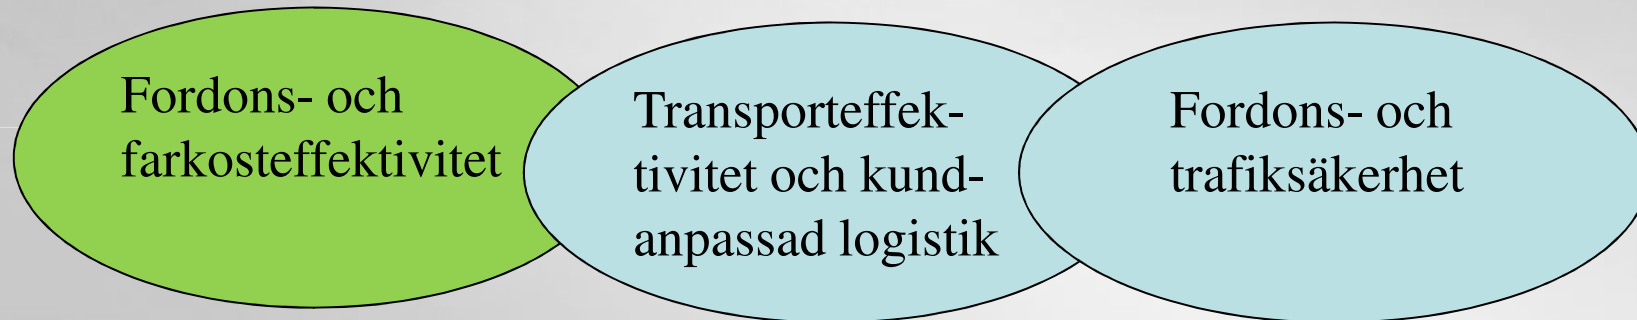 Fordons- och
farkosteffektivitet
Transporteffek-
tivitet och kund-
anpassad logistik
Fordons- och
trafiksäkerhet